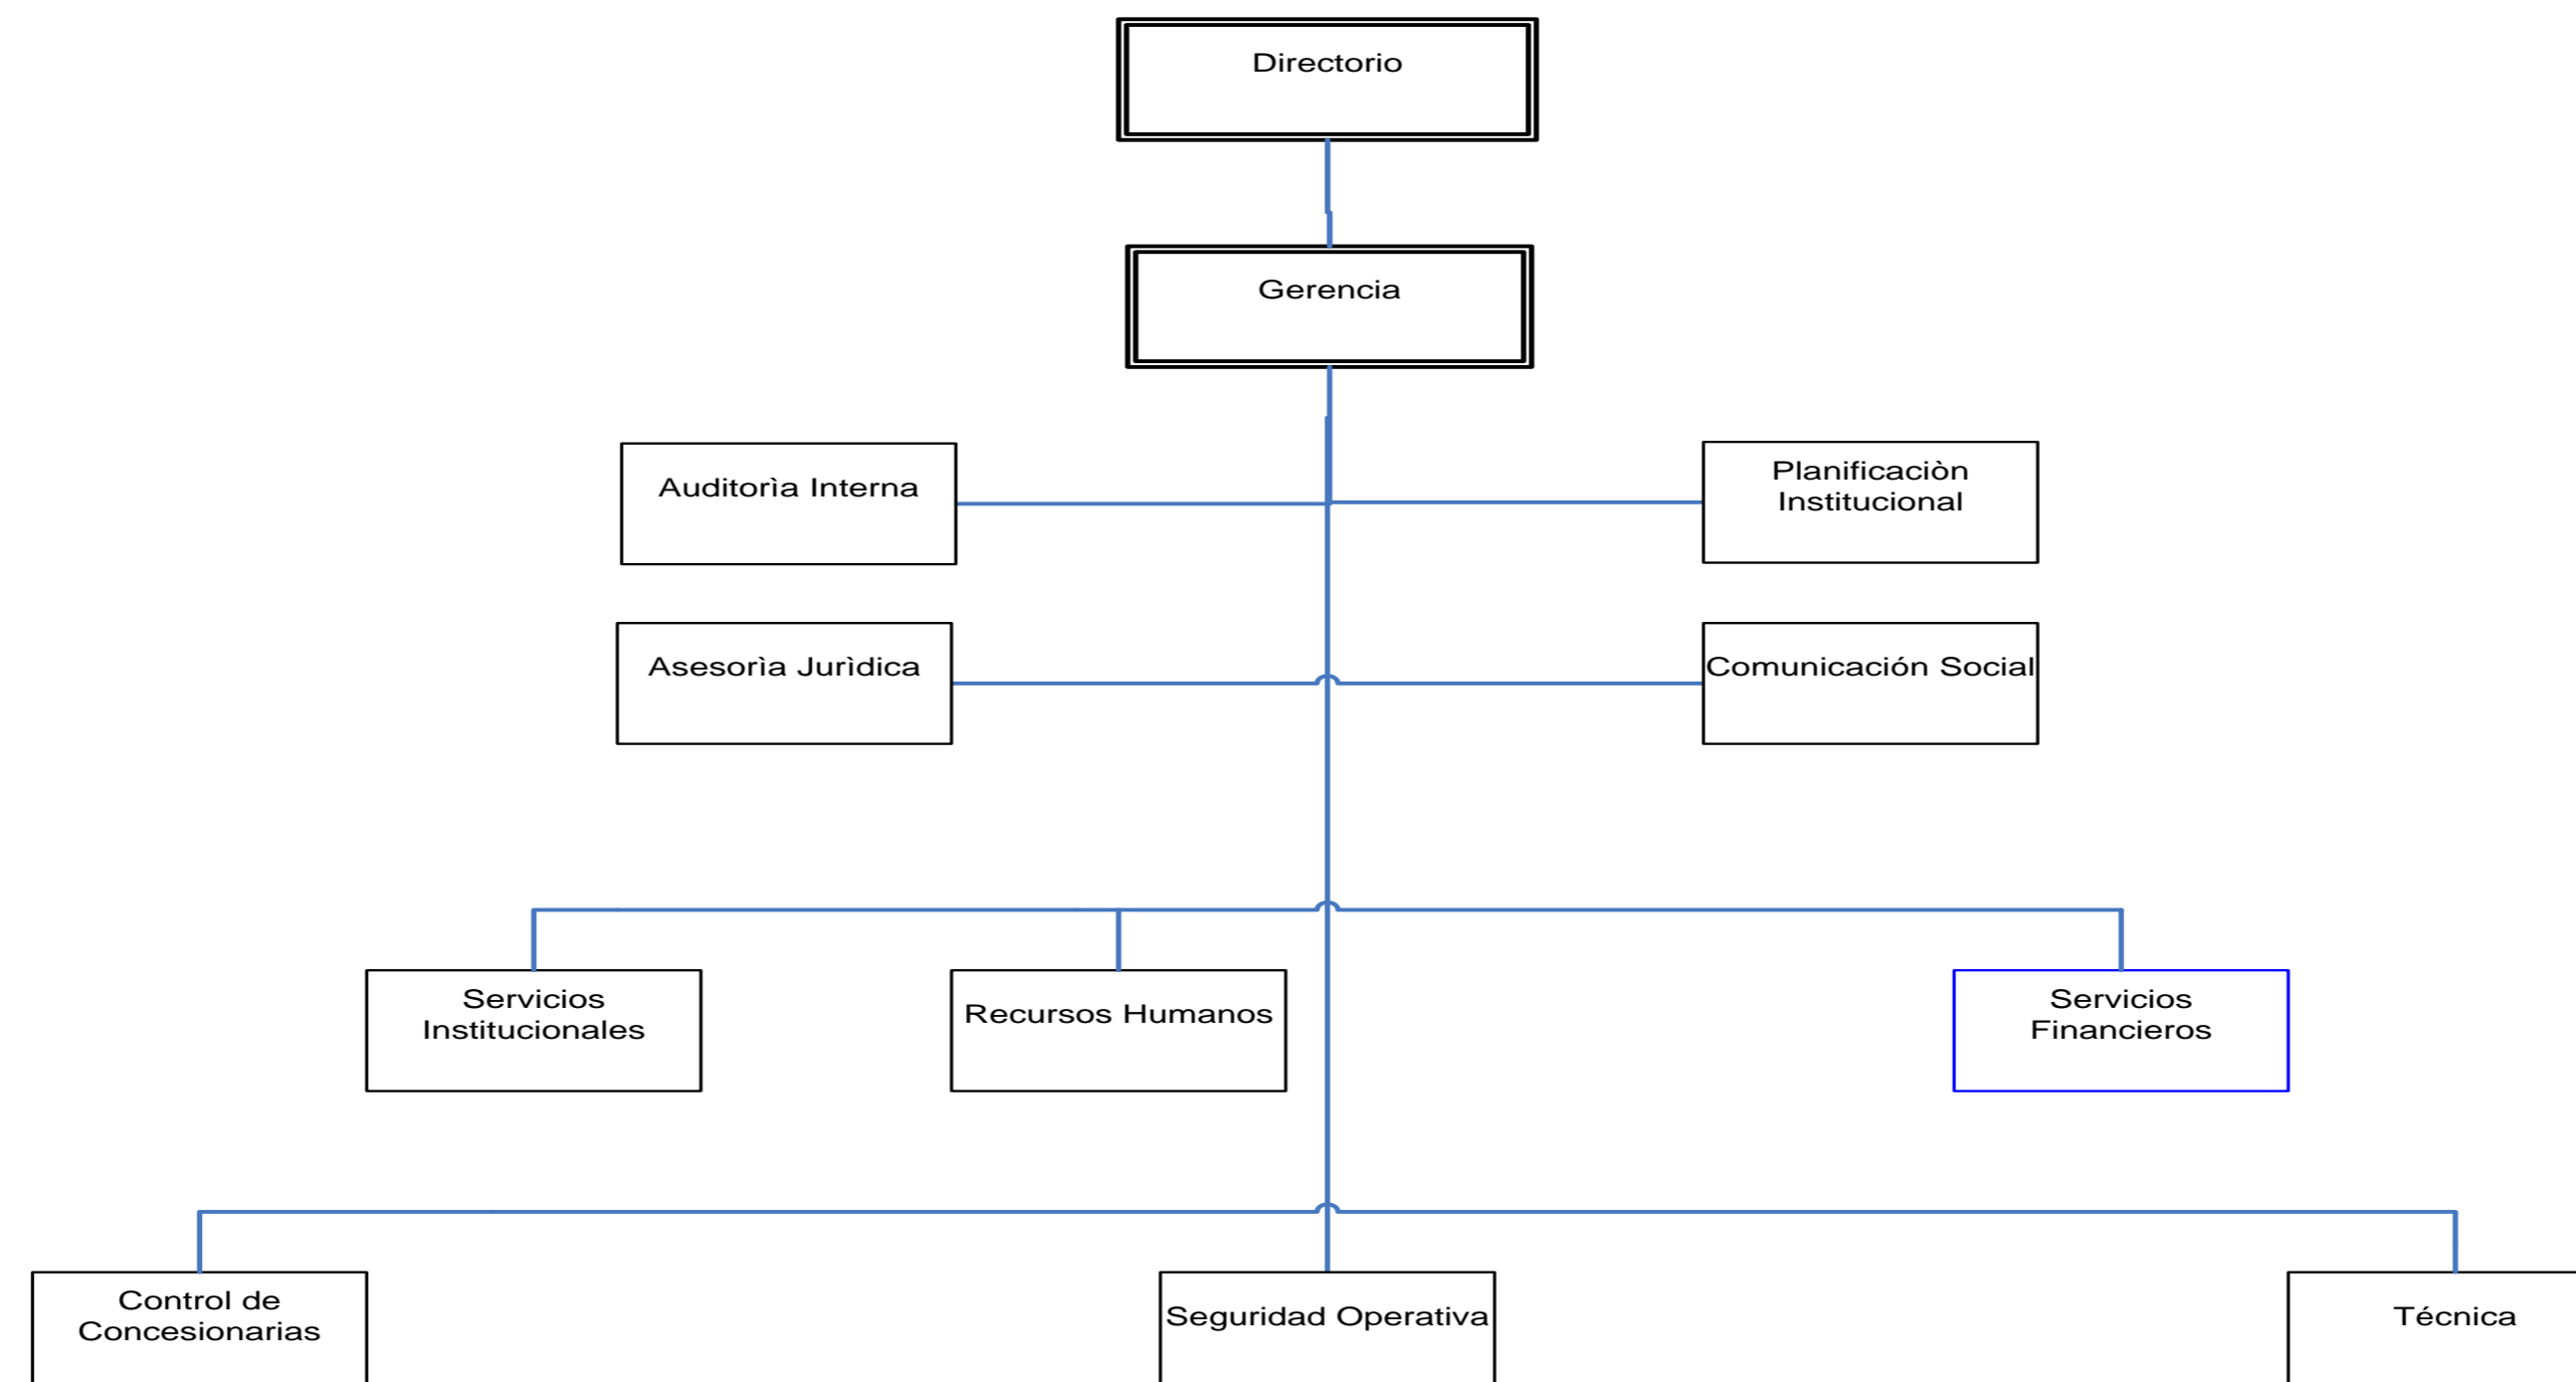 Directorio
Gerencia
Auditorìa Interna
Planificaciòn
Institucional
Asesorìa Jurìdica
Comunicación Social
Servicios
Institucionales
Recursos Humanos
Servicios
Financieros
Control de
Concesionarias
Seguridad Operativa
Técnica